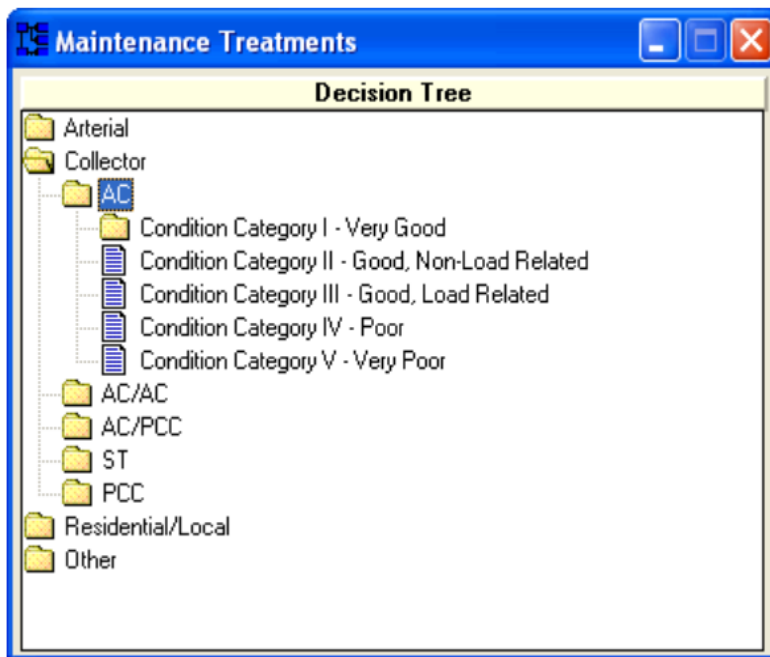 Maintenance Treatments
Decision Tree
Arterial
Collector
AC
Condition Category I - Very Good
Condition Category II - Good, Non-Load Related
Condition Category III - Good, Load Related
Condition Category IV - Poor
Condition Category V - Very Poor
AC/AC
AC/PCC
ST
PCC
Residential/Local
Other